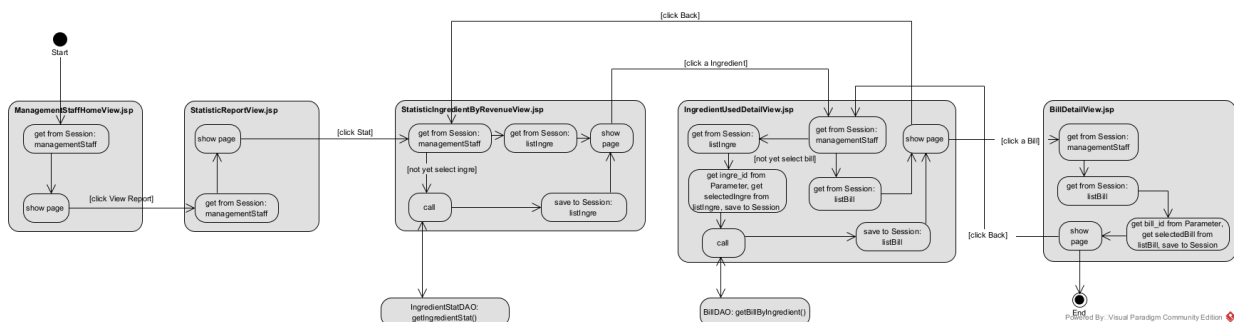 [click Back]
Start
[click a Ingredient]
ManagementStaffHomeView.jsp
get from Session:
managementStaff
show page
[click View Report]
StatisticReportView.jsp
show page
get from Session:
managementStaff
[click Stat]
StatisticIngredientByRevenueView.jsp
get from Session:
managementStaff
get from Session:
listIngre
show
page
[not yet select ingre]
call
save to Session:
listIngre
IngredientStatDAO:
getIngredientStat()
IngredientUsedDetailView.jsp
get from Session:
listIngre
get from Session:
managementStaff
show page
[not yet select bill]
get ingre_id from
Parameter, get
selectedIngre from
listIngre, save to Session
get from Session:
listBill
call
save to Session:
listBill
BillDAO: getBillByIngredient()
[click a Bill]
[click Back]
BillDetailView.jsp
get from Session:
managementStaff
get from Session:
listBill
get bill_id from Parameter,
get selectedBill from
listBill, save to Session
show
page
End
Powered By: Visual Paradigm Community Edition